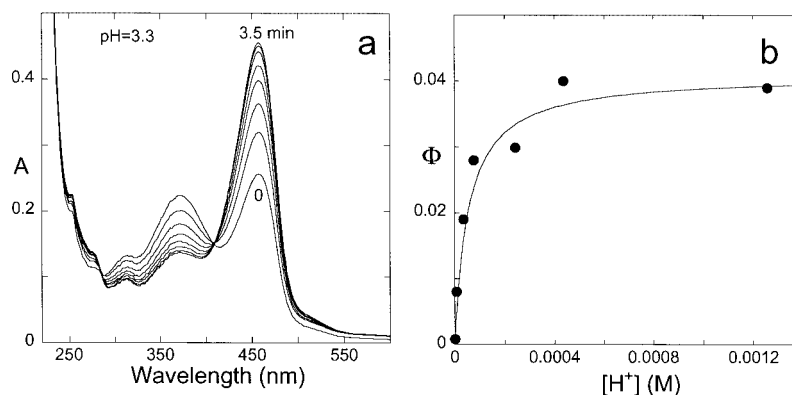 pH=3.3
3.5 min
a
0.4
A
0.2
0
0
250
350
450
550
Wavelength (nm)
b
0.04
Φ
0.02
0
0
0.0004
0.0008
0.0012
[H⁺] (M)